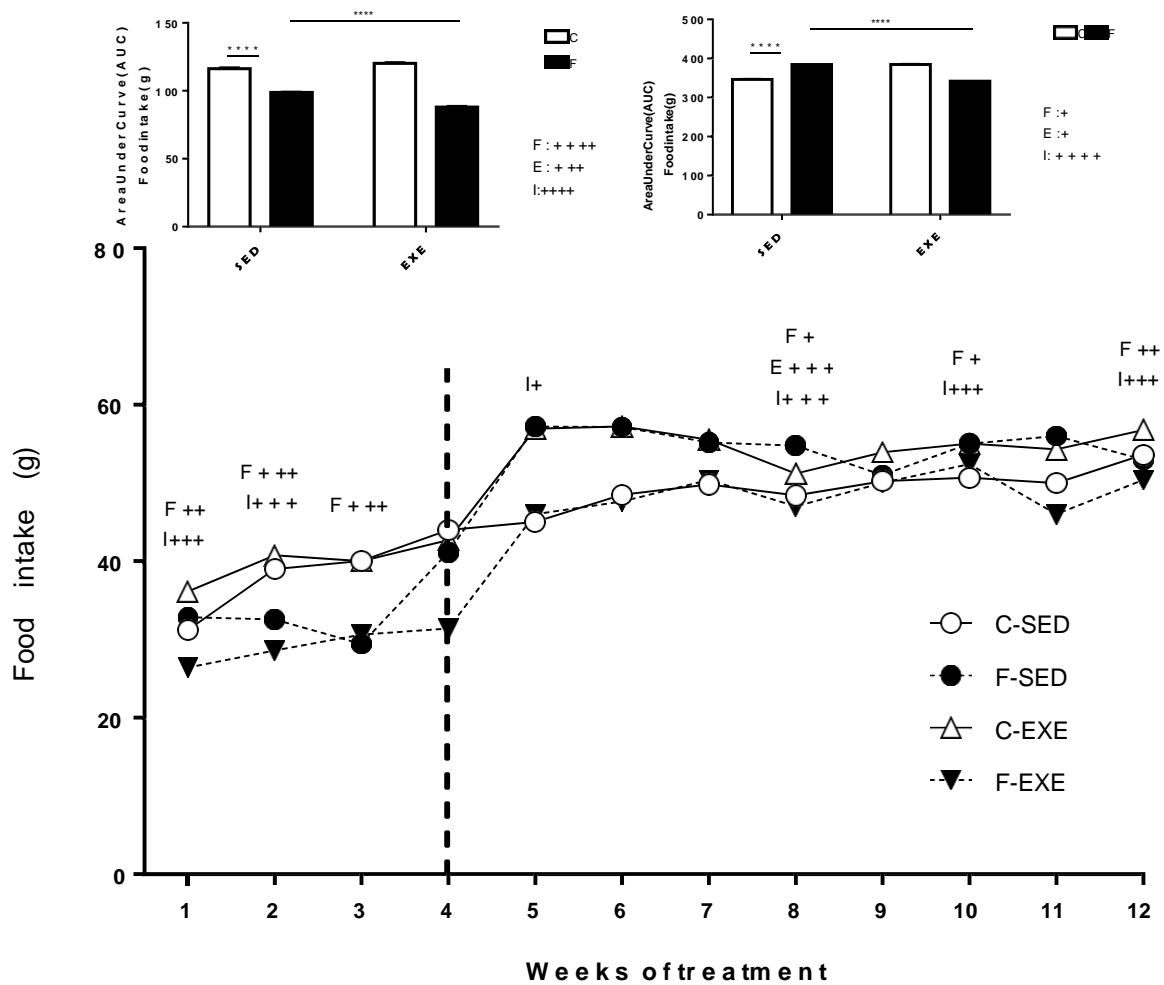 ****
****
150
100
50
0
AreaUnderCurve(AUC)
Foodintake(g)
SED
EXE
C
F
F : + + ++
E : + ++
I:++++
****
****
500
400
300
200
100
0
AreaUnderCurve(AUC)
Foodintake(g)
SED
EXE
C
F
F :+
E :+
I: + + + +
80
60
40
20
0
Food intake (g)
F ++
I+++
F + ++
I+ + +
F + ++
I+
F +
E + + +
I+ + +
F +
I+++
F ++
I+++
C-SED
F-SED
C-EXE
F-EXE
1 2 3 4 5 6 7 8 9 10 11 12
Weeks oftreatment